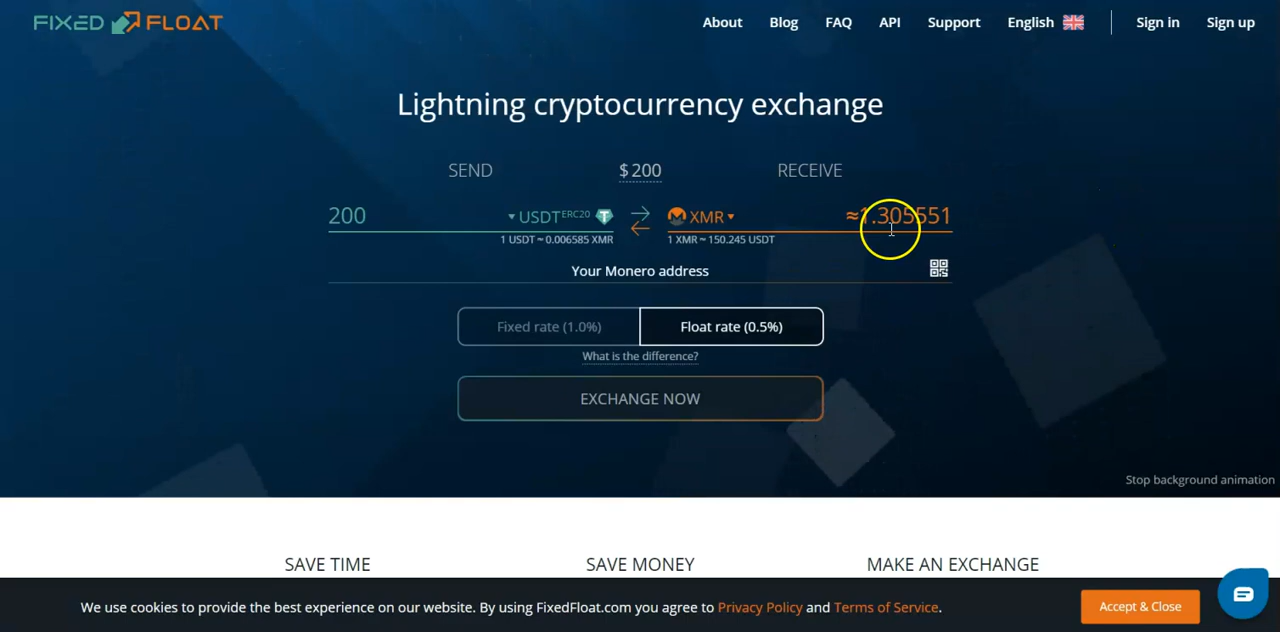 FIXED FLOAT
About Blog FAQ API Support English Sign in Sign up
Lightning cryptocurrency exchange
SEND $ 200 RECEIVE
200 USDT ERC20 XMR ≈1.305551
1 USDT ~ 0.006585 XMR 1 XMR ~ 150.245 USDT
Your Monero address
Fixed rate (1.0%) Float rate (0.5%)
What is the difference?
EXCHANGE NOW
Stop background animation
SAVE TIME SAVE MONEY MAKE AN EXCHANGE
We use cookies to provide the best experience on our website. By using FixedFloat.com you agree to Privacy Policy and Terms of Service. Accept & Close